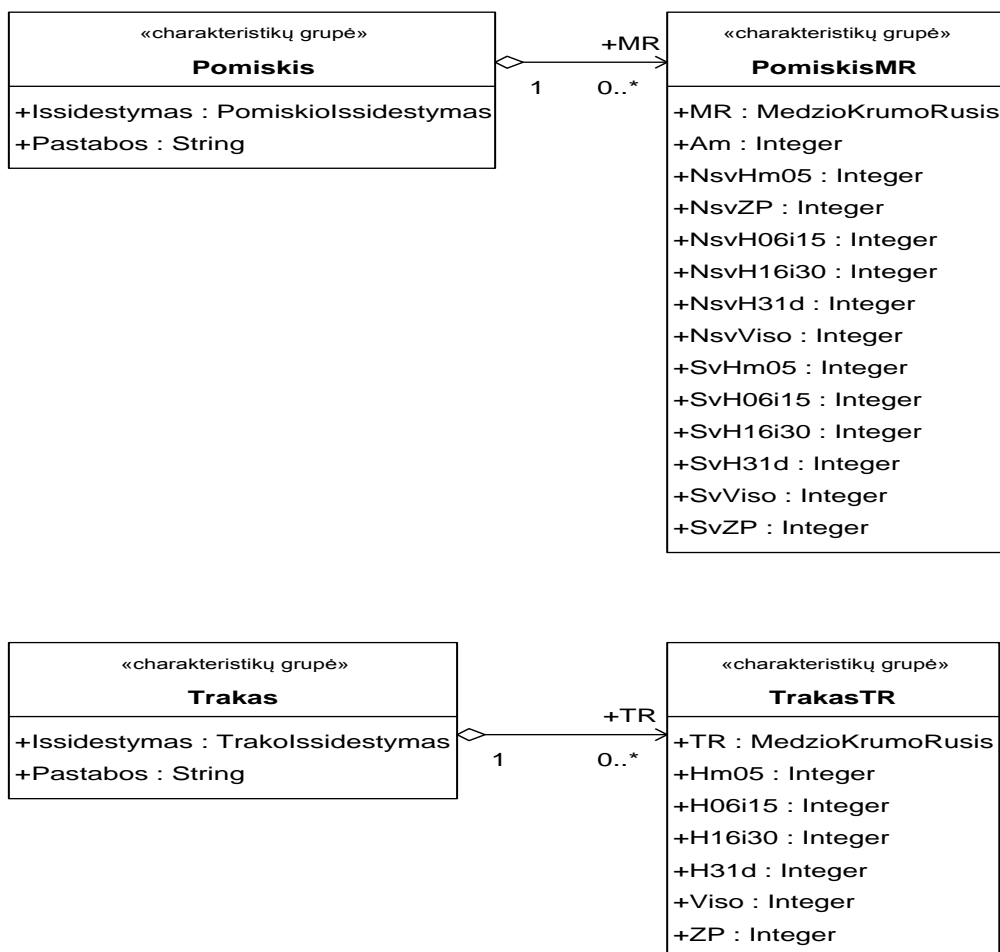 «charakteristikų grupė»
Pomiskis
+Issidestymas : PomiskioIssidestymas
+Pastabos : String
+MR
1
0..*
«charakteristikų grupė»
PomiskisMR
+MR : MedzioKrumoRusis
+Am : Integer
+NsvHm05 : Integer
+NsvZP : Integer
+NsvH06i15 : Integer
+NsvH16i30 : Integer
+NsvH31d : Integer
+NsvViso : Integer
+SvHm05 : Integer
+SvH06i15 : Integer
+SvH16i30 : Integer
+SvH31d : Integer
+SvViso : Integer
+SvZP : Integer
«charakteristikų grupė»
Trakas
+Issidestymas : TrakoIssidestymas
+Pastabos : String
+TR
1
0..*
«charakteristikų grupė»
TrakasTR
+TR : MedzioKrumoRusis
+Hm05 : Integer
+H06i15 : Integer
+H16i30 : Integer
+H31d : Integer
+Viso : Integer
+ZP : Integer